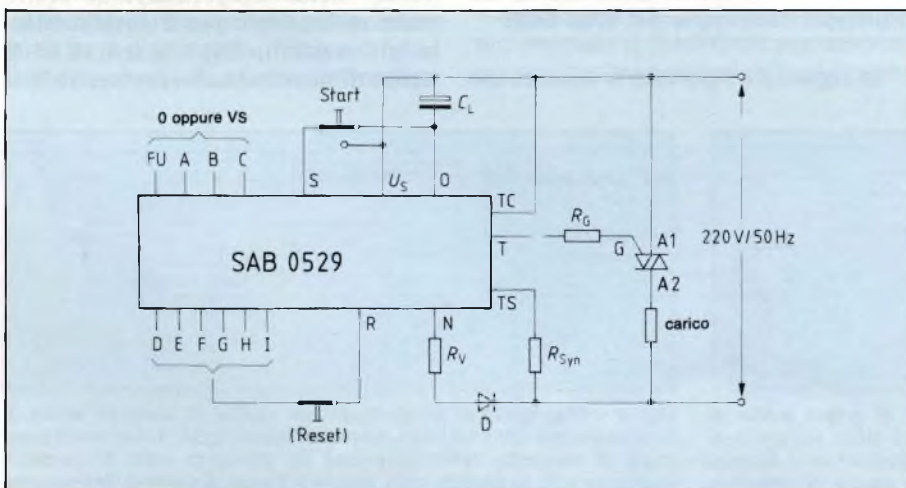 Start
C_L
0 oppure VS
FU A B C
S U_S 0
TC
R_G
A1
220V/50Hz
T
G
SAB 0529
A2
TS
carico
R N
D E F G H I
R_V R_Syn
D
(Reset)